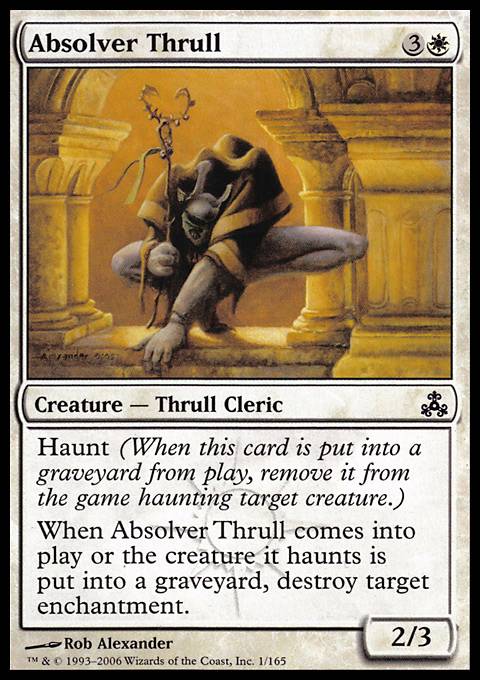 Absolver Thrull 3
Creature — Thrull Cleric
Haunt (When this card is put into a
graveyard from play, remove it from
the game haunting target creature.)
When Absolver Thrull comes into
play or the creature it haunts is
put into a graveyard, destroy target
enchantment.
Rob Alexander
2/3
™ & © 1993–2006 Wizards of the Coast, Inc. 1/165